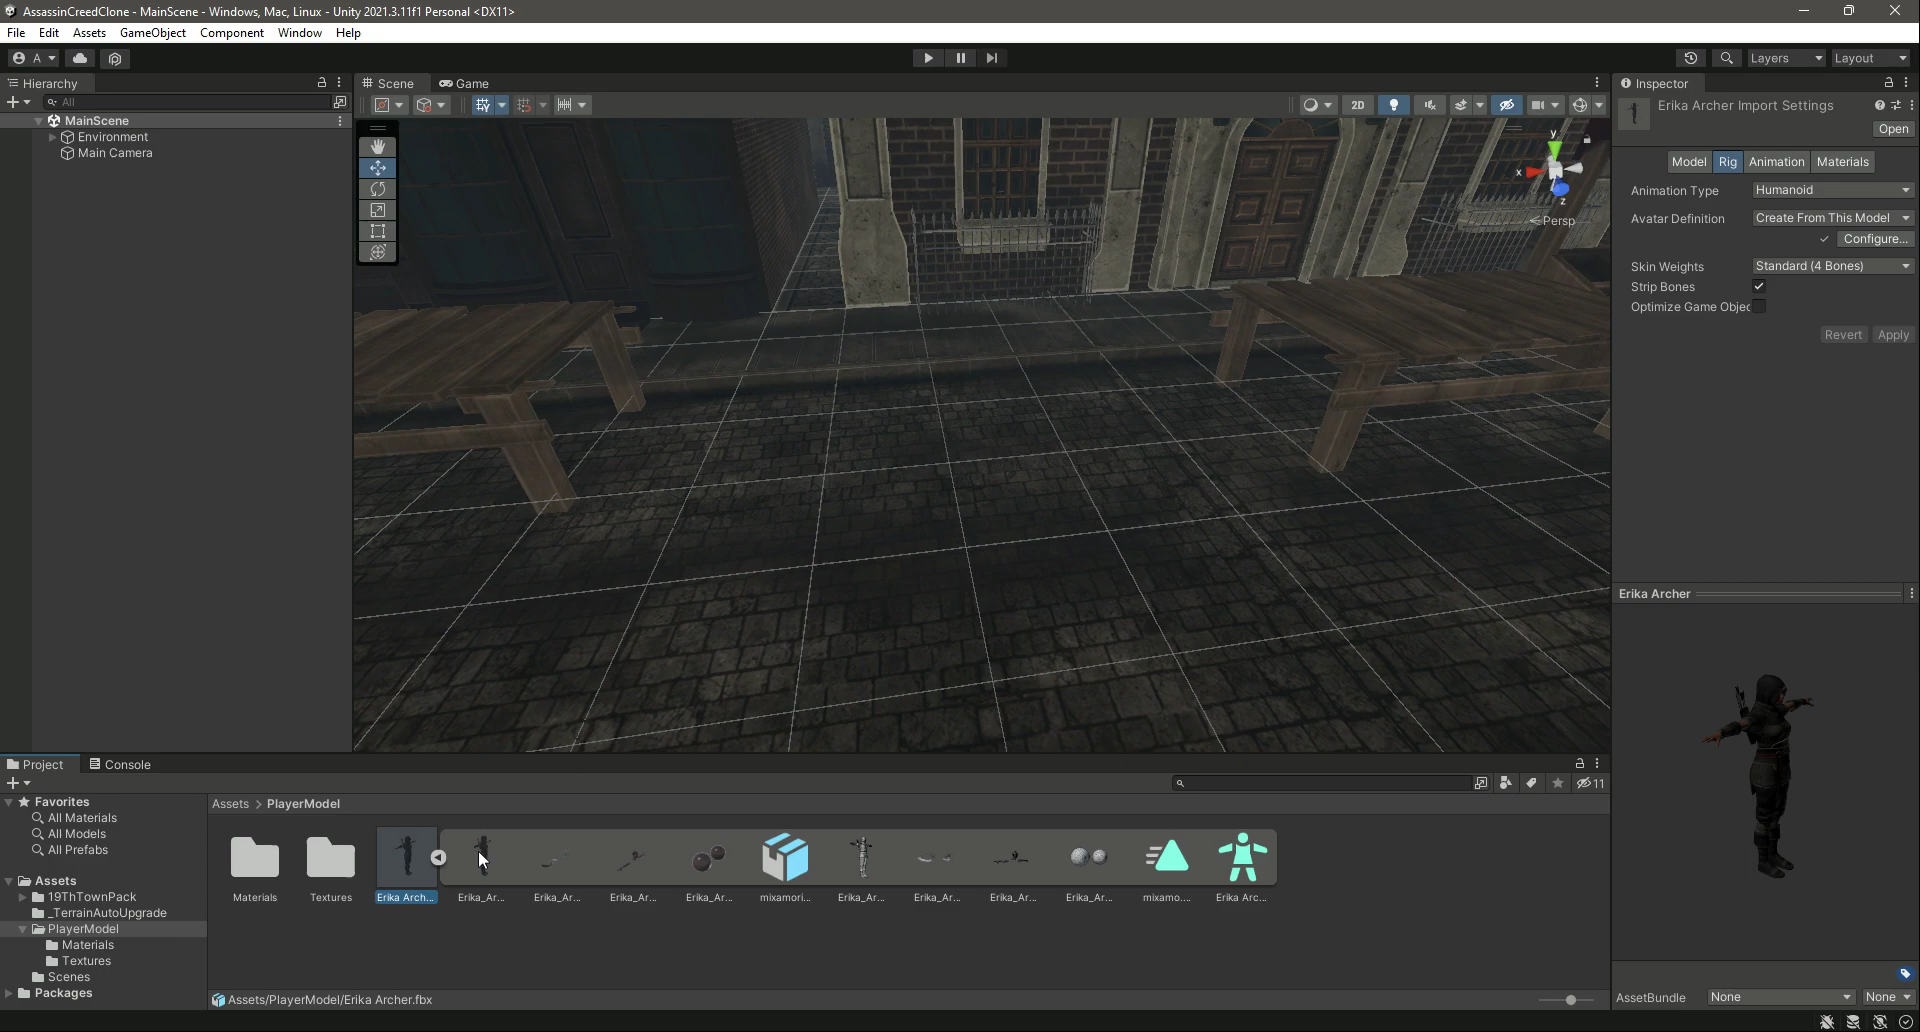 AssassinCreedClone - MainScene - Windows, Mac, Linux - Unity 2021.3.11f1 Personal <DX11>
File Edit Assets GameObject Component Window Help
A Layers Layout
Hierarchy
All
MainScene
Environment
Main Camera
Scene Game
2D
y
x
z
Persp
Inspector
Erika Archer Import Settings
Open
Model Rig Animation Materials
Animation Type Humanoid
Avatar Definition Create From This Model
Configure...
Skin Weights Standard (4 Bones)
Strip Bones
Optimize Game Objec
Revert Apply
Erika Archer
AssetBundle None None
Project Console
11
Favorites
All Materials
All Models
All Prefabs
Assets
19ThTownPack
_TerrainAutoUpgrade
PlayerModel
Materials
Textures
Scenes
Packages
Assets > PlayerModel
Materials Textures Erika Arch... Erika_Ar... Erika_Ar... Erika_Ar... Erika_Ar... mixamori... Erika_Ar... Erika_Ar... Erika_Ar... Erika_Ar... mixamo.... Erika Arc...
Assets/PlayerModel/Erika Archer.fbx